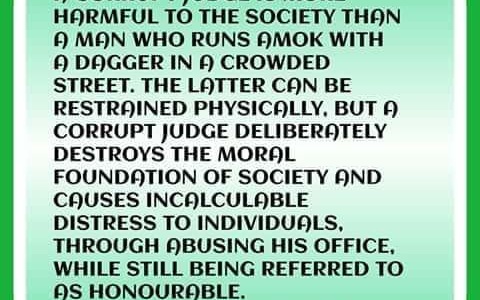 HARMFUL TO THE SOCIETY THAN
A MAN WHO RUNS AMOK WITH
A DAGGER IN A CROWDED
STREET. THE LATTER CAN BE
RESTRAINED PHYSICALLY, BUT A
CORRUPT JUDGE DELIBERATELY
DESTROYS THE MORAL
FOUNDATION OF SOCIETY AND
CAUSES INCALCULABLE
DISTRESS TO INDIVIDUALS,
THROUGH ABUSING HIS OFFICE,
WHILE STILL BEING REFERRED TO
AS HONOURABLE.